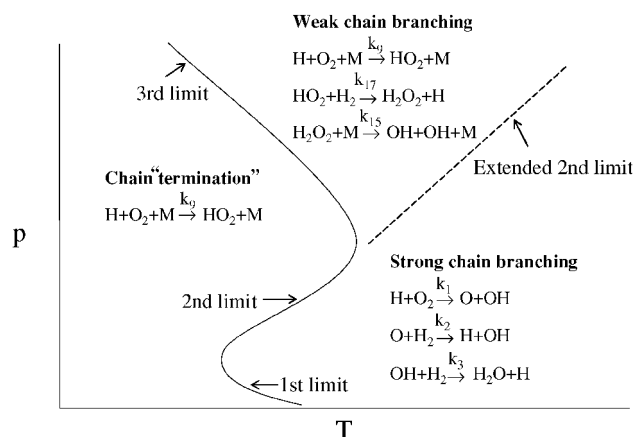 Weak chain branching
H+O₂+M →k₉ HO₂+M
HO₂+H₂ →k₁₇ H₂O₂+H
H₂O₂+M →k₁₅ OH+OH+M
3rd limit
Extended 2nd limit
Chain“termination”
H+O₂+M →k₉ HO₂+M
p
Strong chain branching
H+O₂ →k₁ O+OH
O+H₂ →k₂ H+OH
OH+H₂ →k₃ H₂O+H
2nd limit
1st limit
T